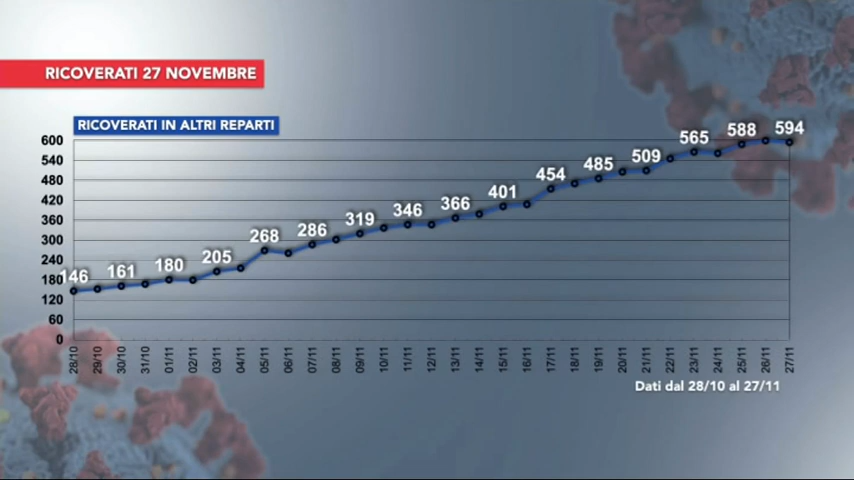 RICOVERATI 27 NOVEMBRE
RICOVERATI IN ALTRI REPARTI
600
540
480
420
360
300
240
180
120
60
0
146 161 180 205 268 286 319 346 366 401 454 485 509 565 588 594
28/10 29/10 30/10 31/10 01/11 02/11 03/11 04/11 05/11 06/11 07/11 08/11 09/11 10/11 11/11 12/11 13/11 14/11 15/11 16/11 17/11 18/11 19/11 20/11 21/11 22/11 23/11 24/11 25/11 26/11 27/11
Dati dal 28/10 al 27/11